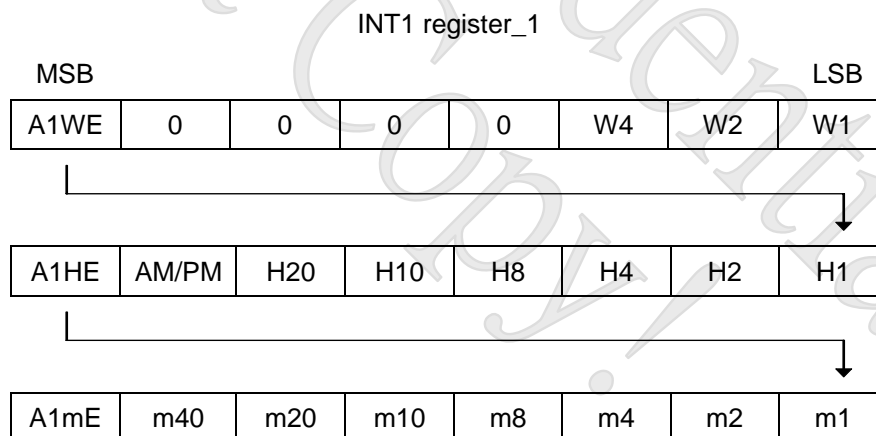 INT1 register_1
MSB LSB
A1WE 0 0 0 0 W4 W2 W1
A1HE AM/PM H20 H10 H8 H4 H2 H1
A1mE m40 m20 m10 m8 m4 m2 m1